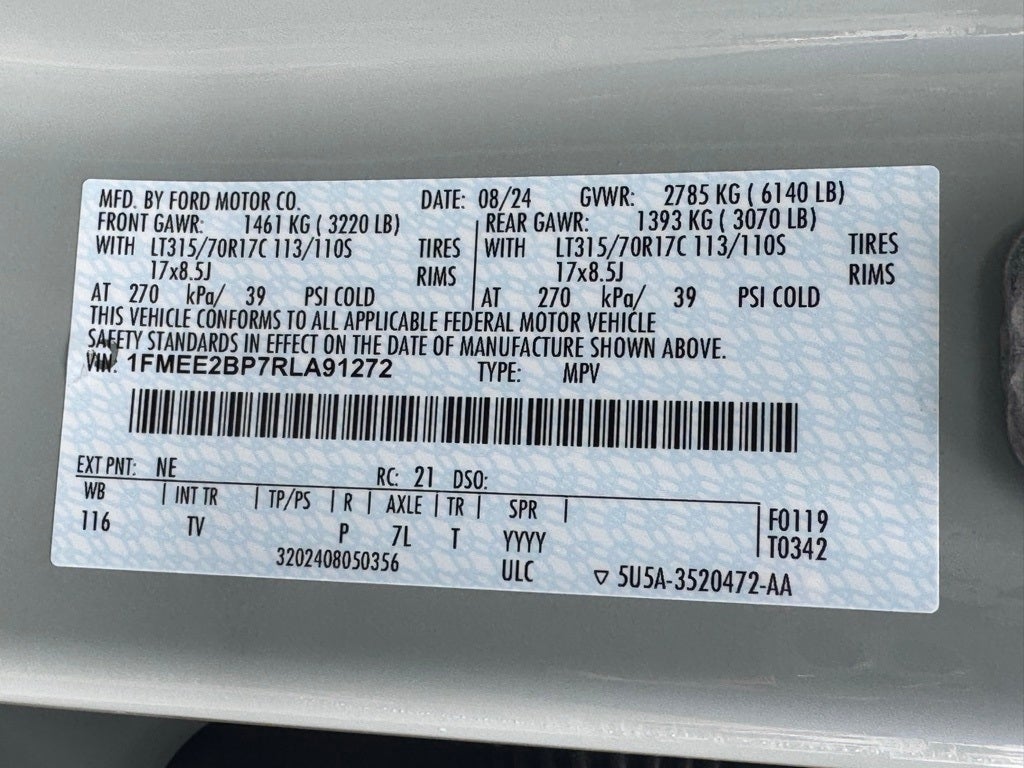 MFD. BY FORD MOTOR CO. DATE: 08/24 GVWR: 2785 KG ( 6140 LB)
FRONT GAWR: 1461 KG ( 3220 LB) REAR GAWR: 1393 KG ( 3070 LB)
WITH LT315/70R17C 113/110S TIRES WITH LT315/70R17C 113/110S TIRES
17x8.5J RIMS 17x8.5J RIMS
AT 270 kPa/ 39 PSI COLD AT 270 kPa/ 39 PSI COLD
THIS VEHICLE CONFORMS TO ALL APPLICABLE FEDERAL MOTOR VEHICLE
SAFETY STANDARDS IN EFFECT ON THE DATE OF MANUFACTURE SHOWN ABOVE.
VIN: 1FMEE2BP7RLA91272 TYPE: MPV
EXT PNT: NE RC: 21 DSO:
WB | INT TR | TP/PS | R | AXLE | TR | SPR |
F0119
116 TV P 7L T YYYY
T0342
3202408050356 ULC ▽ 5U5A-3520472-AA